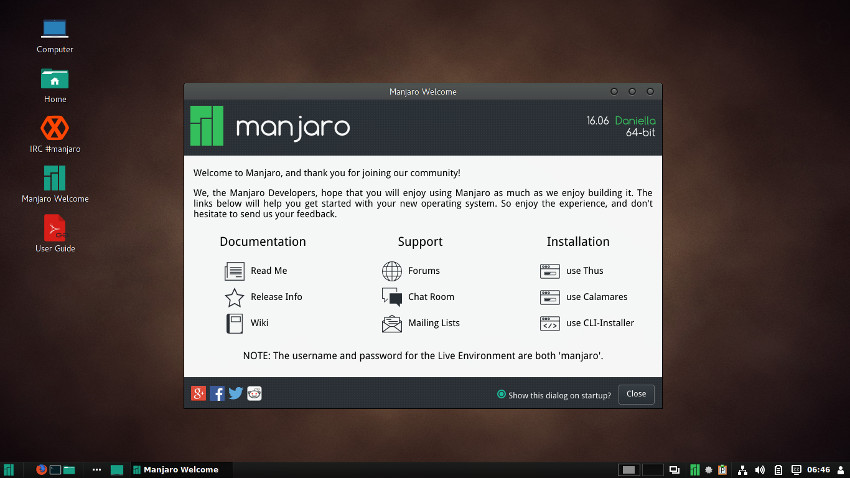 Computer
Home
IRC #manjaro
Manjaro Welcome
User Guide
Manjaro Welcome
manjaro
16.06 Daniella
64-bit
Welcome to Manjaro, and thank you for joining our community!
We, the Manjaro Developers, hope that you will enjoy using Manjaro as much as we enjoy building it. The
links below will help you get started with your new operating system. So enjoy the experience, and don't
hesitate to send us your feedback.
Documentation
Read Me
Release Info
Wiki
Support
Forums
Chat Room
Mailing Lists
Installation
use Thus
use Calamares
use CLI-Installer
NOTE: The username and password for the Live Environment are both 'manjaro'.
Show this dialog on startup?
Close
Manjaro Welcome
06:46